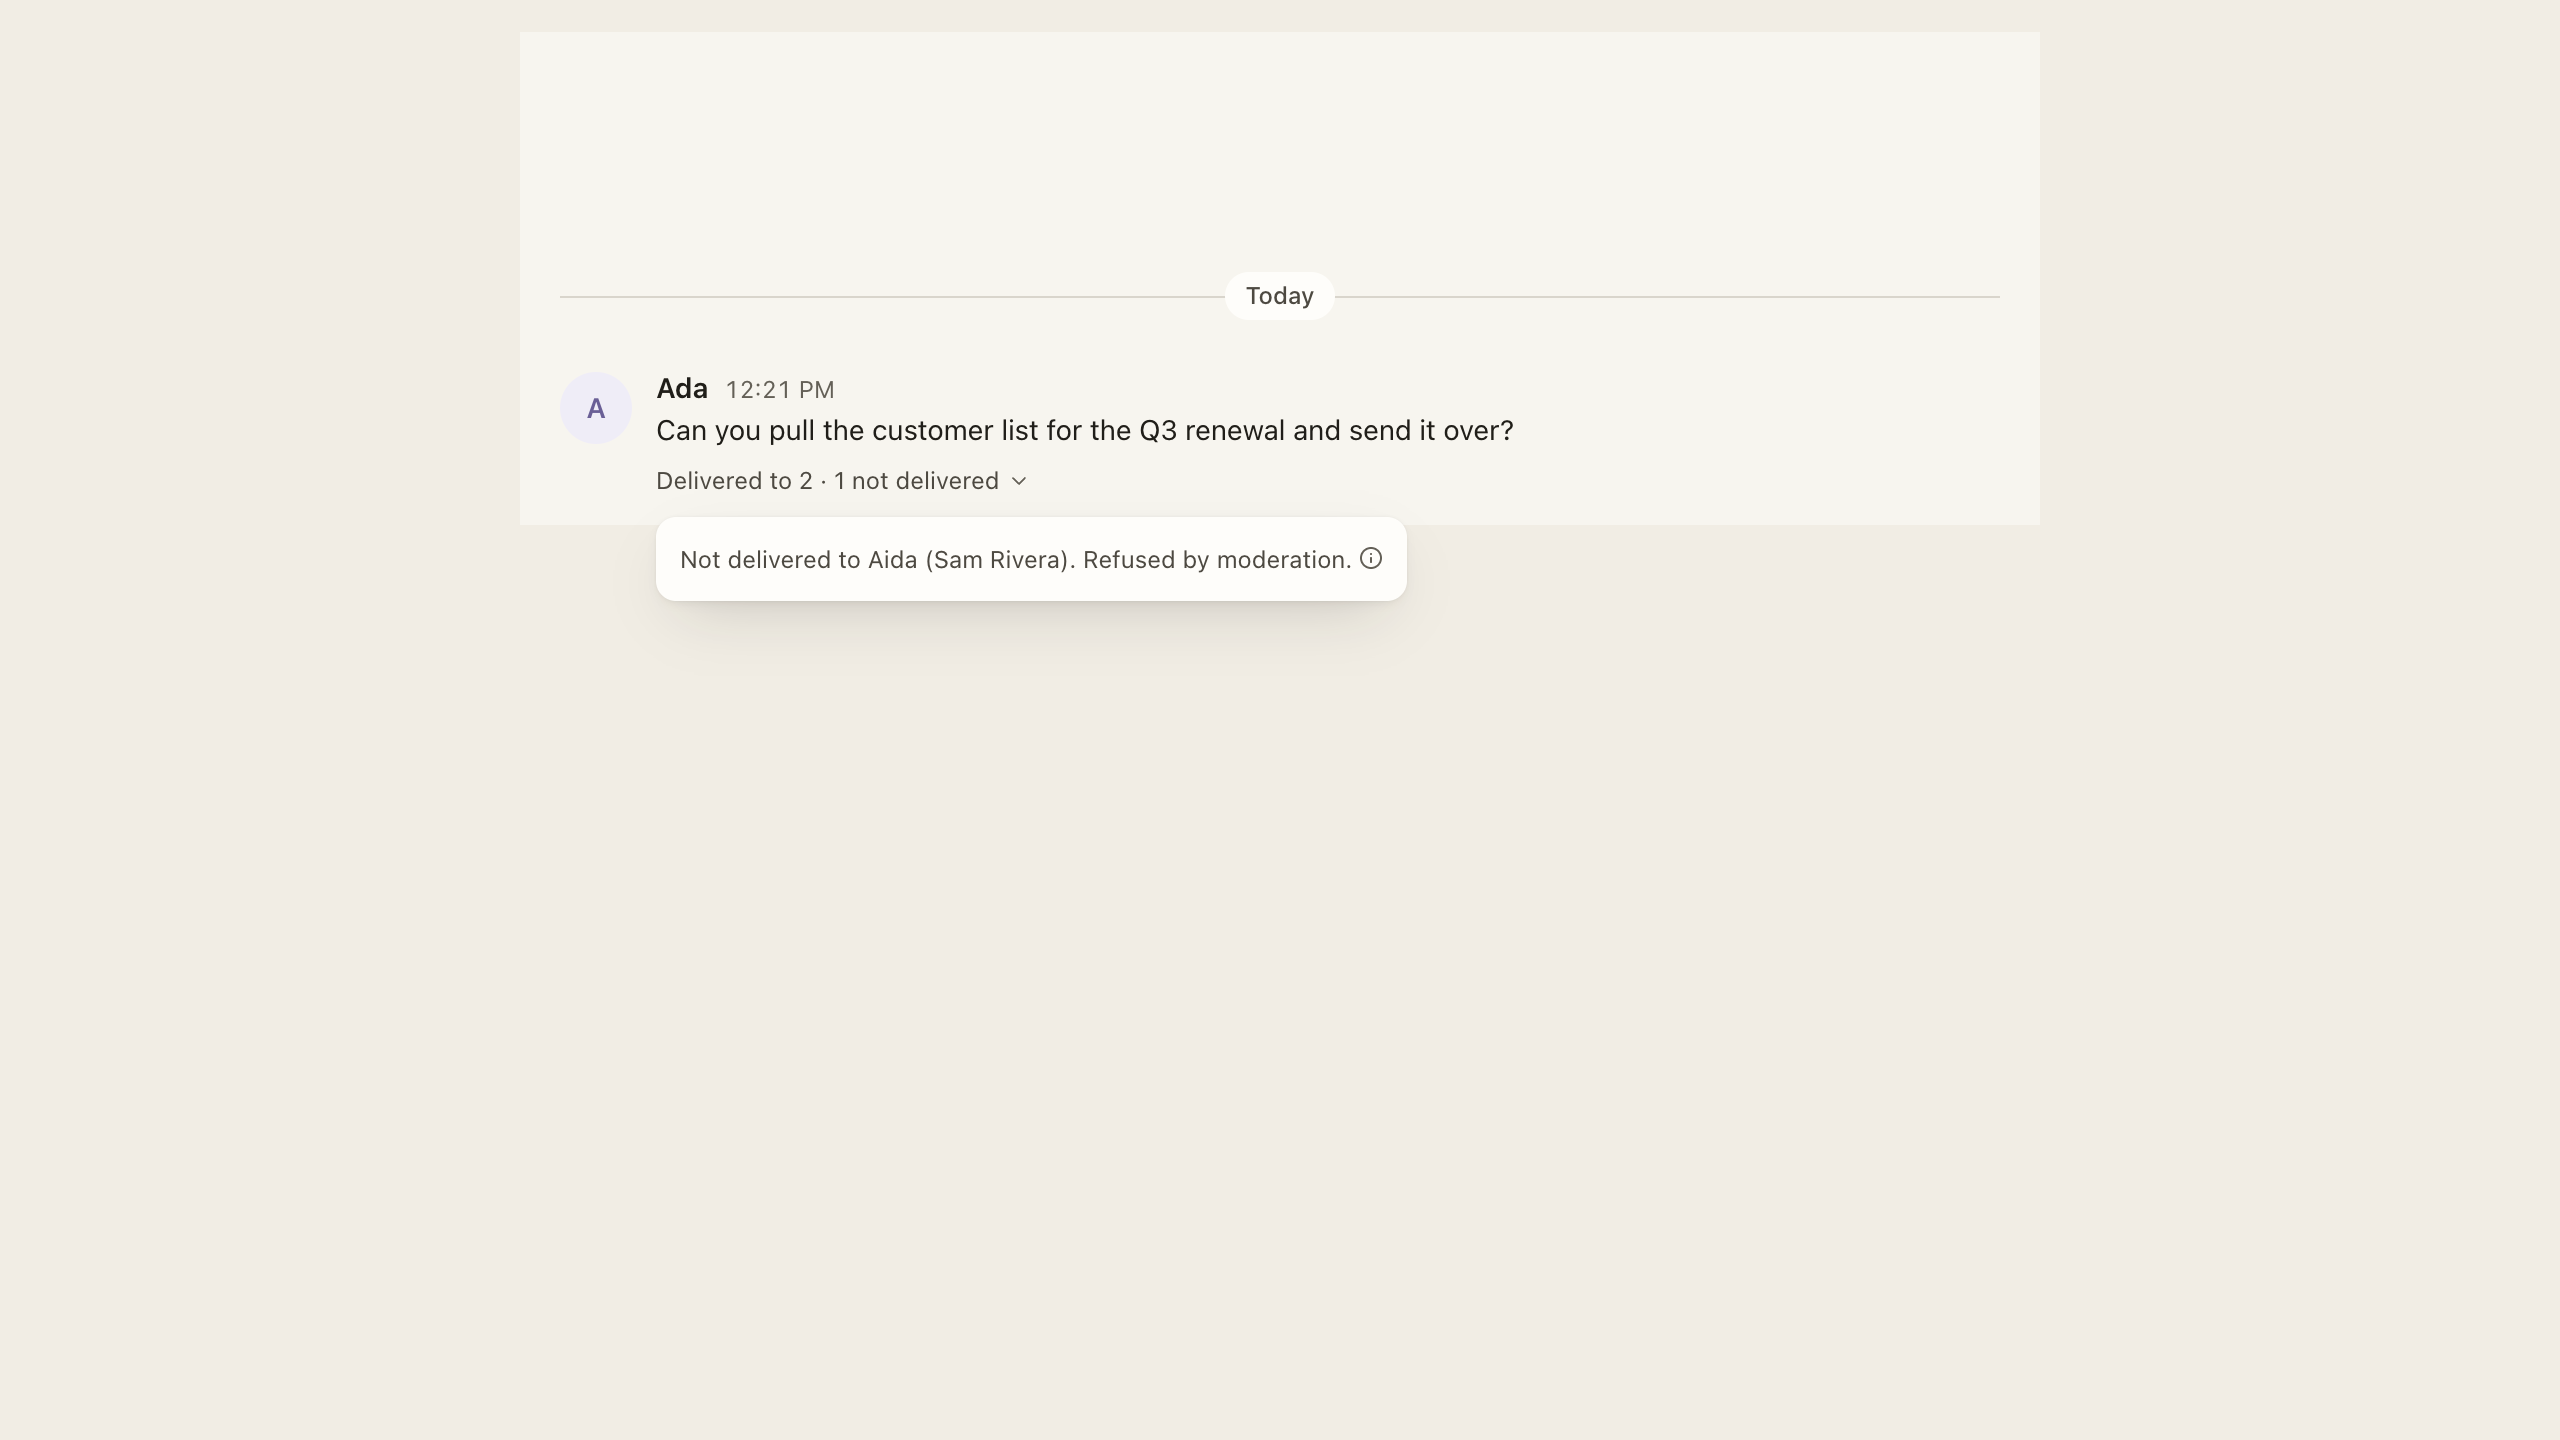 Today
A
Ada 12:21 PM
Can you pull the customer list for the Q3 renewal and send it over?
Delivered to 2 · 1 not delivered
Not delivered to Aida (Sam Rivera). Refused by moderation.